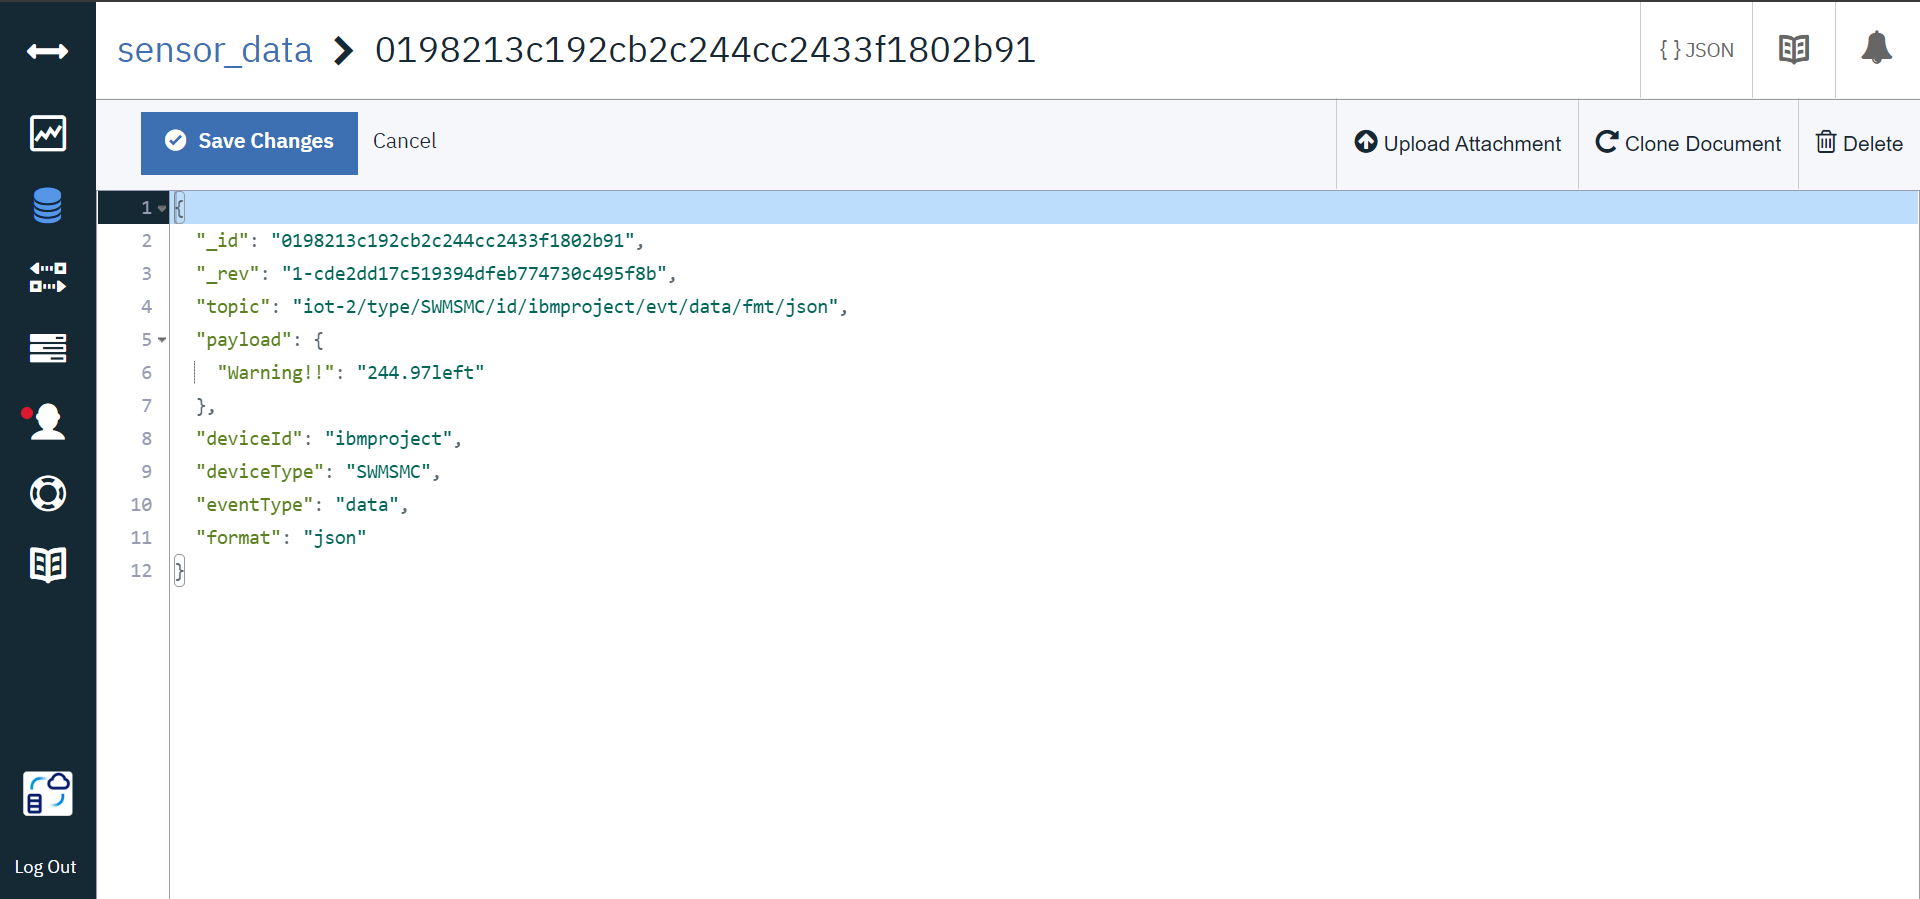 sensor_data 0198213c192cb2c244cc2433f1802b91
{ } JSON
Save Changes Cancel
Upload Attachment Clone Document Delete
1 {
2 "_id": "0198213c192cb2c244cc2433f1802b91",
3 "_rev": "1-cde2dd17c519394dfeb774730c495f8b",
4 "topic": "iot-2/type/SWMSMC/id/ibmproject/evt/data/fmt/json",
5 "payload": {
6 "Warning!!": "244.97left"
7 },
8 "deviceId": "ibmproject",
9 "deviceType": "SWMSMC",
10 "eventType": "data",
11 "format": "json"
12 }
Log Out